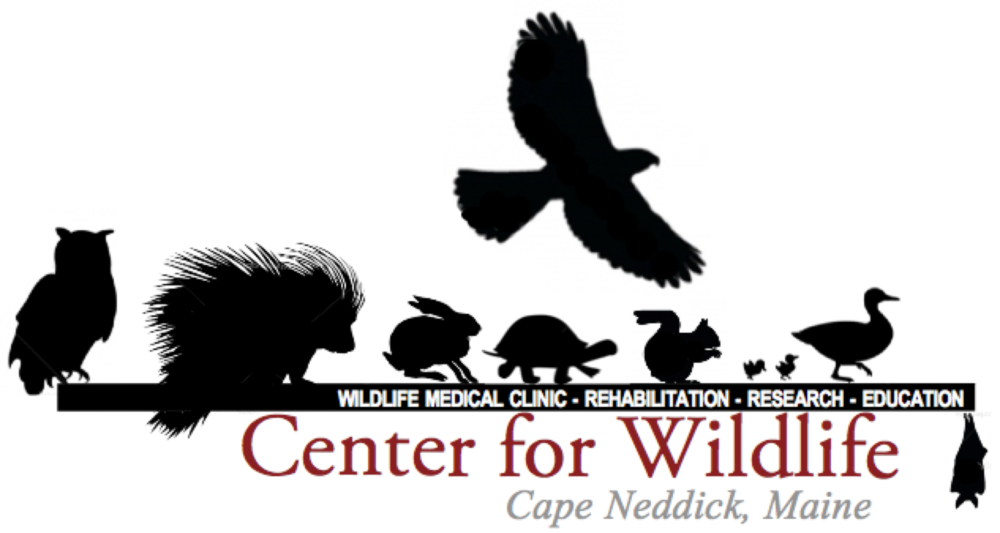 WILDLIFE MEDICAL CLINIC - REHABILITATION - RESEARCH - EDUCATION
Center for Wildlife
Cape Neddick, Maine